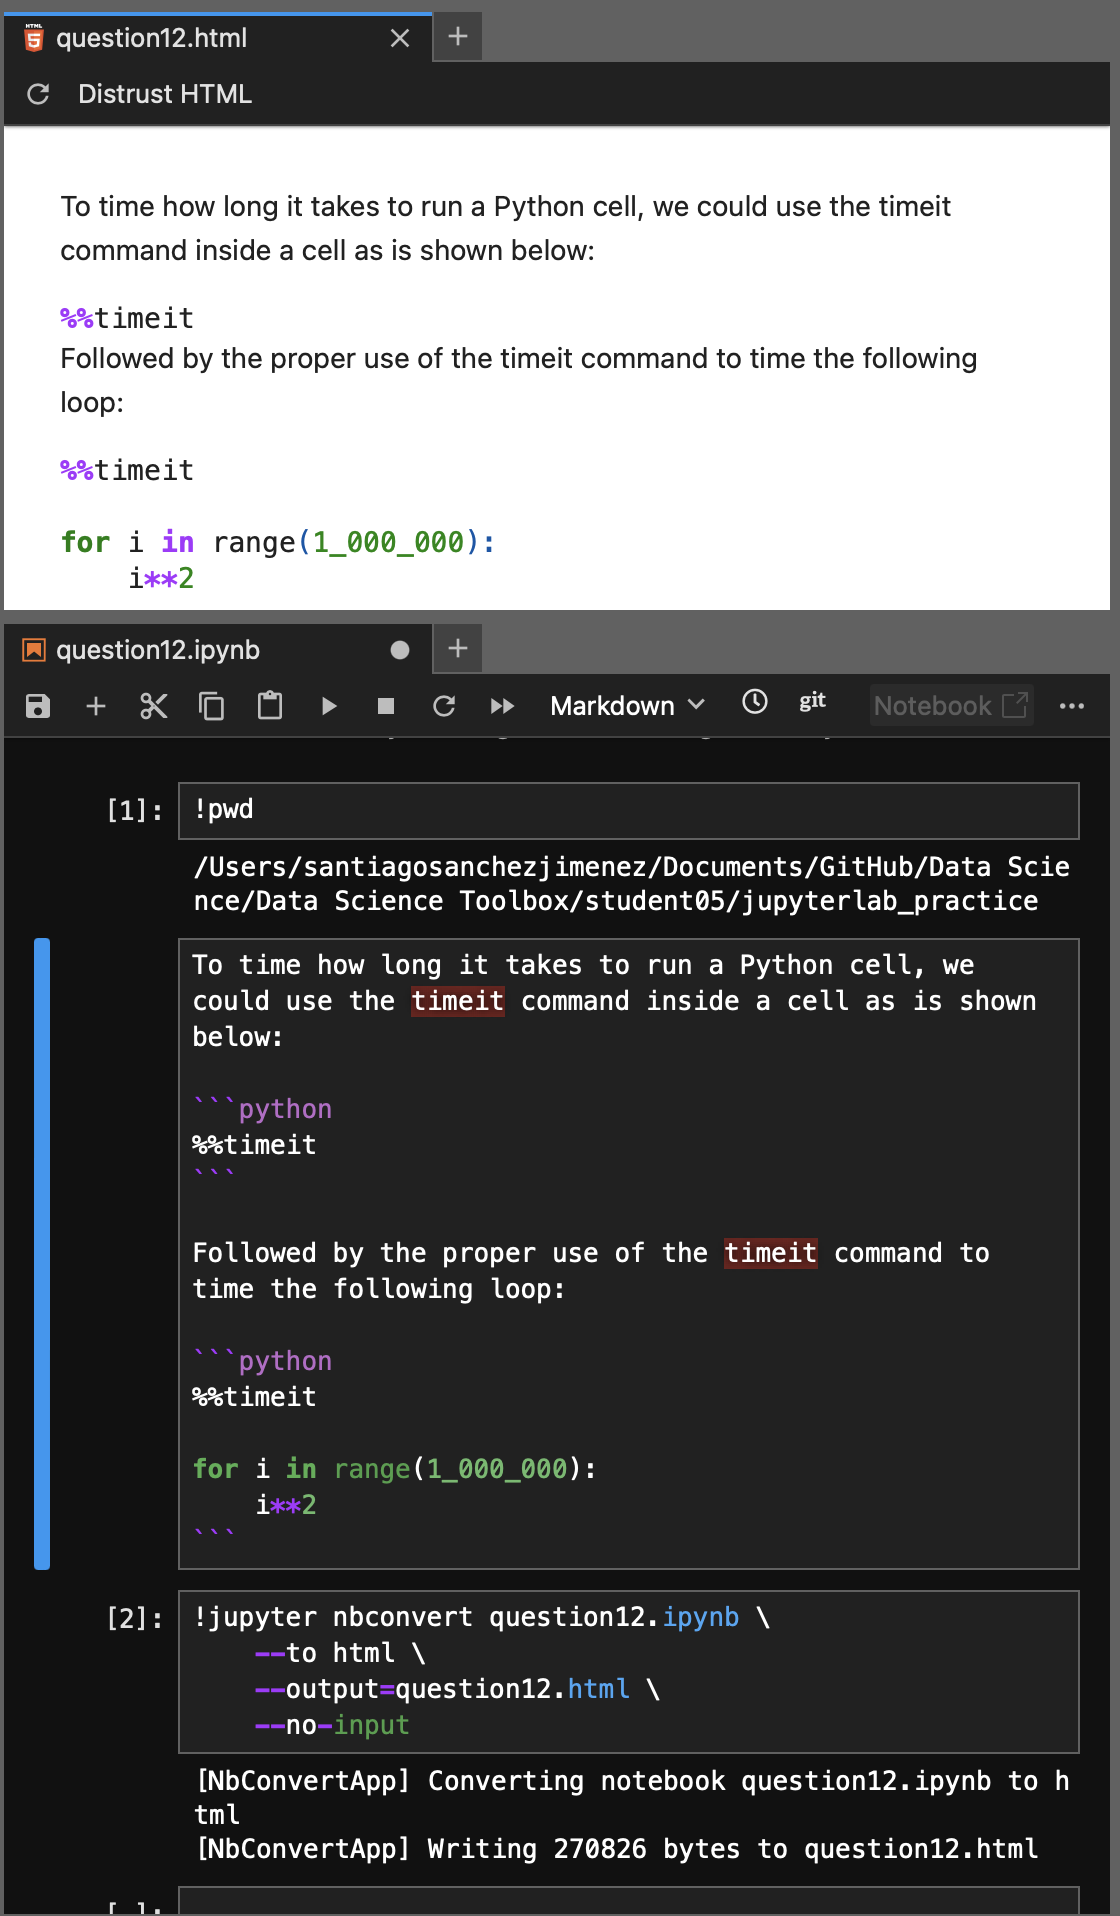 HTML
5
question12.html
Distrust HTML
To time how long it takes to run a Python cell, we could use the timeit
command inside a cell as is shown below:
%%timeit
Followed by the proper use of the timeit command to time the following
loop:
%%timeit
for i in range(1_000_000):
    i**2
question12.ipynb
Markdown git Notebook
[1]: !pwd
/Users/santiagosanchezjimenez/Documents/GitHub/Data Scie
nce/Data Science Toolbox/student05/jupyterlab_practice
To time how long it takes to run a Python cell, we
could use the timeit command inside a cell as is shown
below:
```python
%%timeit
```
Followed by the proper use of the timeit command to
time the following loop:
```python
%%timeit
for i in range(1_000_000):
    i**2
```
[2]: !jupyter nbconvert question12.ipynb \
    --to html \
    --output=question12.html \
    --no-input
[NbConvertApp] Converting notebook question12.ipynb to h
tml
[NbConvertApp] Writing 270826 bytes to question12.html
[ ]: